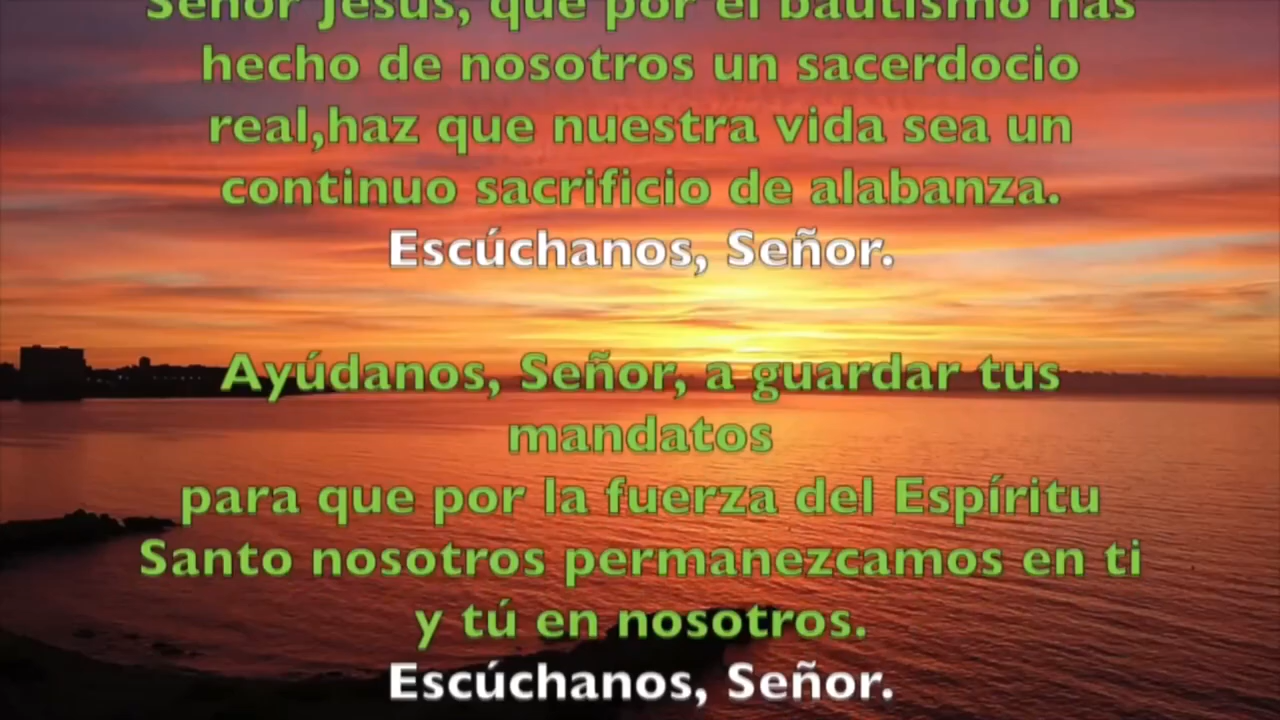 Señor Jesús, que por el bautismo has
hecho de nosotros un sacerdocio
real,haz que nuestra vida sea un
continuo sacrificio de alabanza.
Escúchanos, Señor.
Ayúdanos, Señor, a guardar tus
mandatos
para que por la fuerza del Espíritu
Santo nosotros permanezcamos en ti
y tú en nosotros.
Escúchanos, Señor.